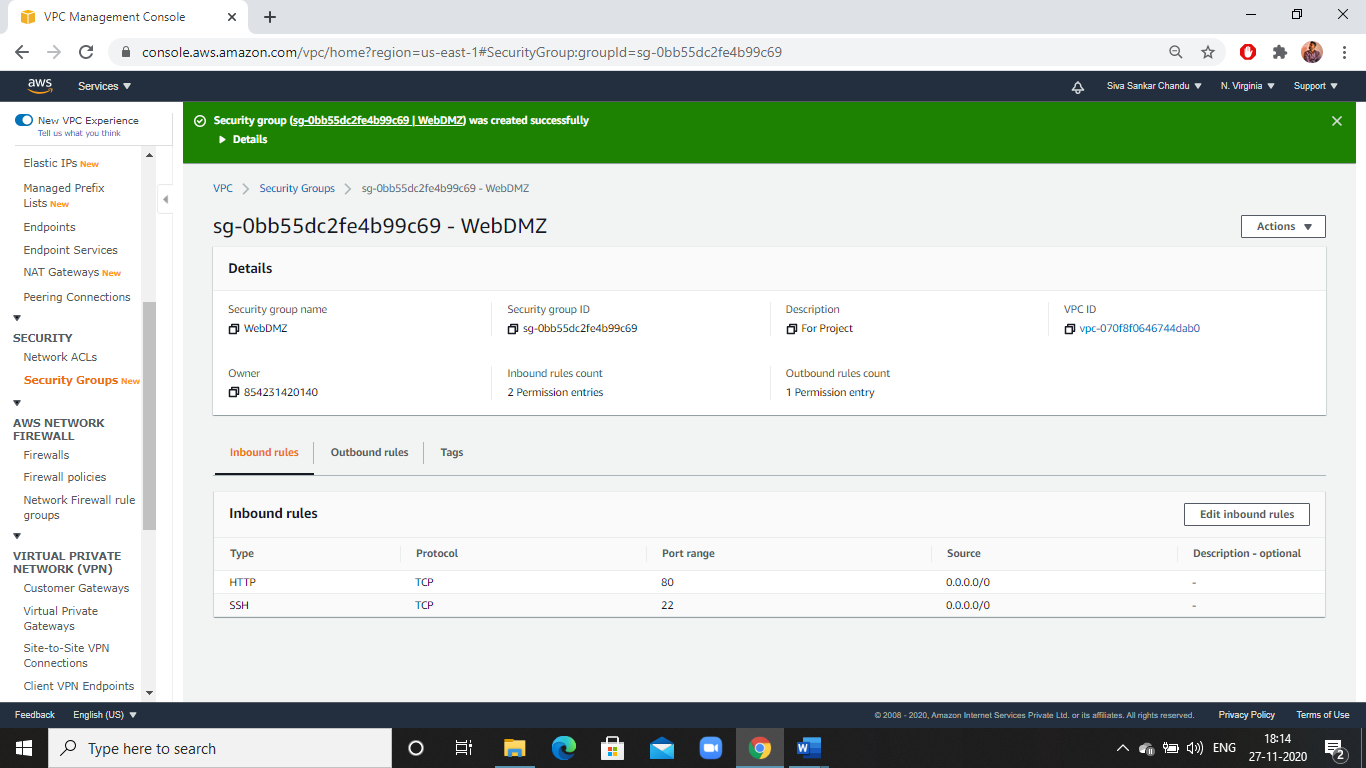 VPC Management Console
console.aws.amazon.com/vpc/home?region=us-east-1#SecurityGroup:groupId=sg-0bb55dc2fe4b99c69
aws
Services
Siva Sankar Chandu
N. Virginia
Support
New VPC Experience
Tell us what you think
Elastic IPs New
Managed Prefix
Lists New
Endpoints
Endpoint Services
NAT Gateways New
Peering Connections
SECURITY
Network ACLs
Security Groups New
AWS NETWORK
FIREWALL
Firewalls
Firewall policies
Network Firewall rule
groups
VIRTUAL PRIVATE
NETWORK (VPN)
Customer Gateways
Virtual Private
Gateways
Site-to-Site VPN
Connections
Client VPN Endpoints
Security group (sg-0bb55dc2fe4b99c69 | WebDMZ) was created successfully
Details
VPC
Security Groups
sg-0bb55dc2fe4b99c69 - WebDMZ
sg-0bb55dc2fe4b99c69 - WebDMZ
Actions
Details
Security group name
WebDMZ
Security group ID
sg-0bb55dc2fe4b99c69
Description
For Project
VPC ID
vpc-070f8f0646744dab0
Owner
854231420140
Inbound rules count
2 Permission entries
Outbound rules count
1 Permission entry
Inbound rules
Outbound rules
Tags
Inbound rules
Edit inbound rules
Type Protocol Port range Source Description - optional
HTTP TCP 80 0.0.0.0/0 -
SSH TCP 22 0.0.0.0/0 -
Feedback
English (US)
© 2008 - 2020, Amazon Internet Services Private Ltd. or its affiliates. All rights reserved.
Privacy Policy
Terms of Use
Type here to search
ENG
18:14
27-11-2020
2